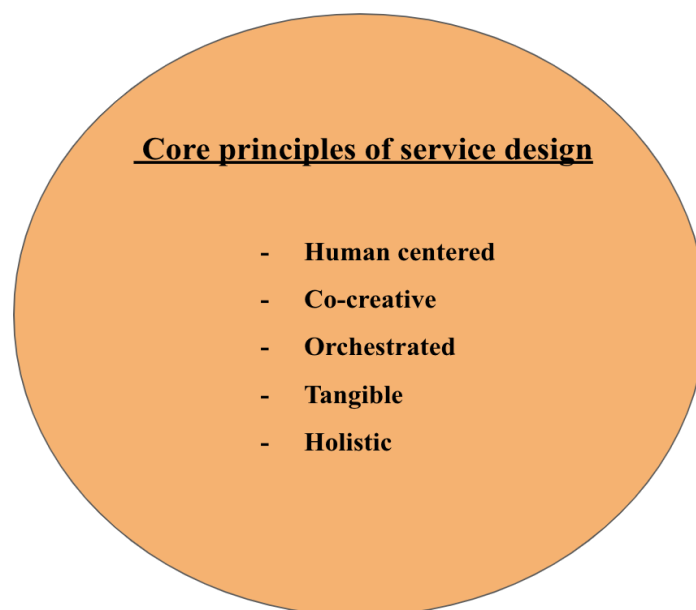 Core principles of service design
- Human centered
- Co-creative
- Orchestrated
- Tangible
- Holistic